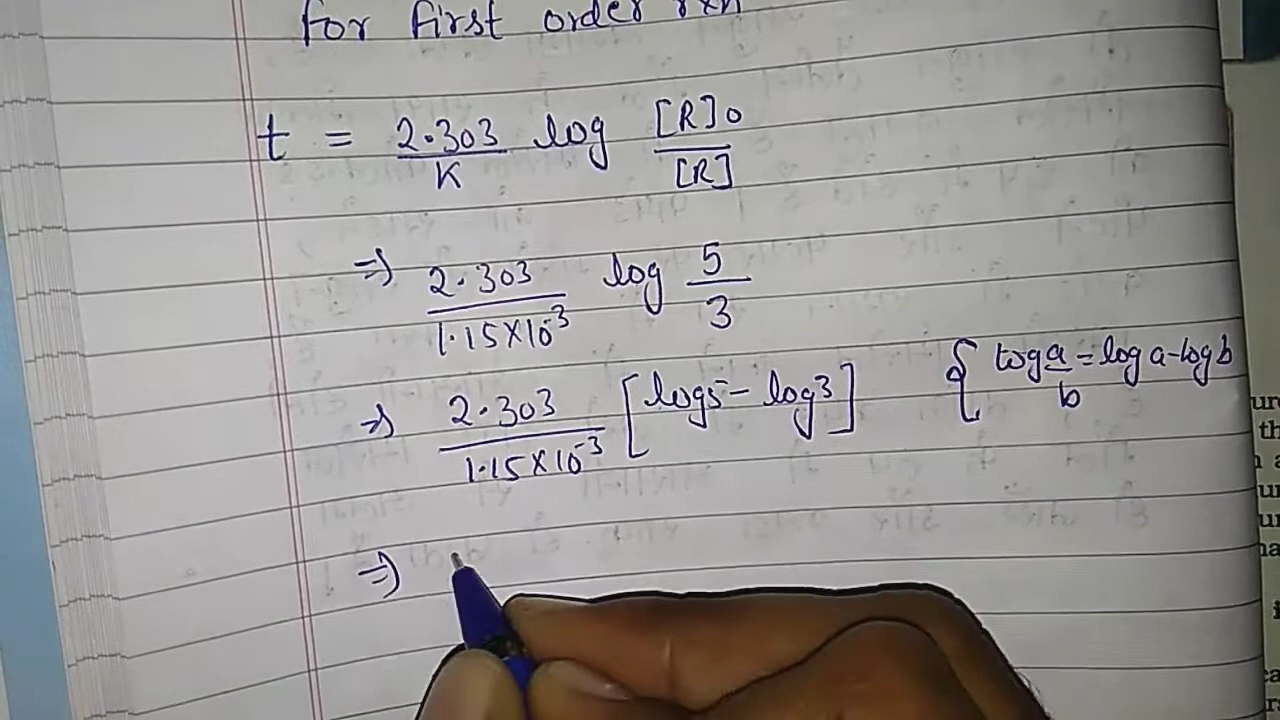 for first order rxn
t = 2.303/K log [R]o/[R]
⇒ 2.303/1.15×10⁻³ log 5/3
⇒ 2.303/1.15×10⁻³ [log5 - log3] { log a/b = log a - log b
⇒